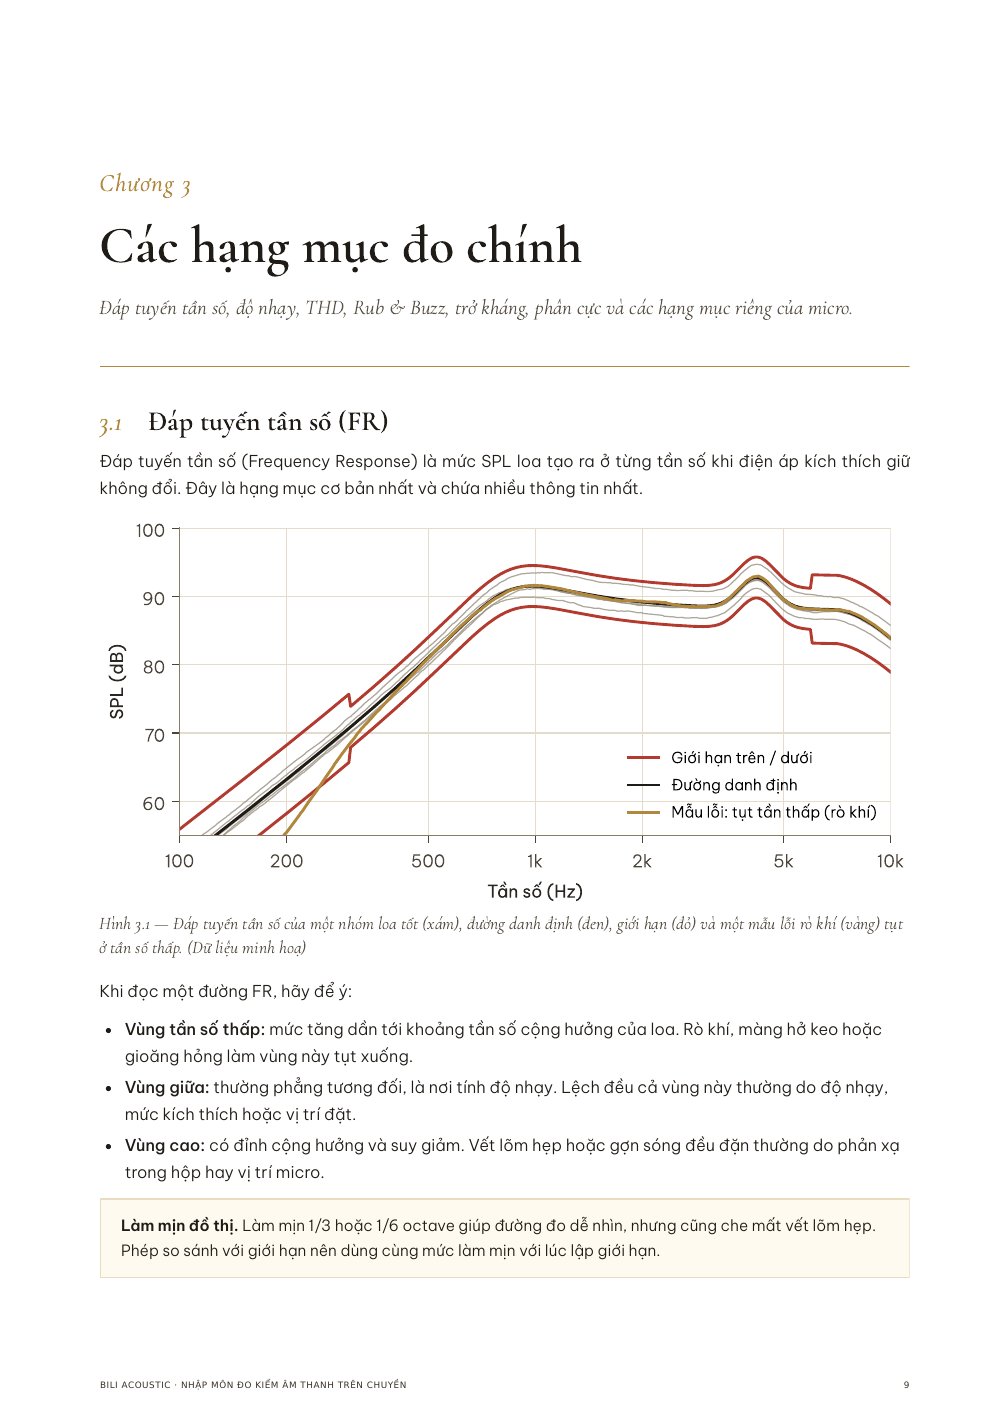 Chương 3
Các hạng mục đo chính
Đáp tuyến tần số, độ nhạy, THD, Rub & Buzz, trở kháng, phân cực và các hạng mục riêng của micro.
3.1 Đáp tuyến tần số (FR)
Đáp tuyến tần số (Frequency Response) là mức SPL loa tạo ra ở từng tần số khi điện áp kích thích giữ
không đổi. Đây là hạng mục cơ bản nhất và chứa nhiều thông tin nhất.
100
90
80
70
60
SPL (dB)
Giới hạn trên / dưới
Đường danh định
Mẫu lỗi: tụt tần thấp (rò khí)
100 200 500 1k 2k 5k 10k
Tần số (Hz)
Hình 3.1 — Đáp tuyến tần số của một nhóm loa tốt (xám), đường danh định (đen), giới hạn (đỏ) và một mẫu lỗi rò khí (vàng) tụt
ở tần số thấp. (Dữ liệu minh hoạ)
Khi đọc một đường FR, hãy để ý:
• Vùng tần số thấp: mức tăng dần tới khoảng tần số cộng hưởng của loa. Rò khí, màng hở keo hoặc
gioăng hỏng làm vùng này tụt xuống.
• Vùng giữa: thường phẳng tương đối, là nơi tính độ nhạy. Lệch đều cả vùng này thường do độ nhạy,
mức kích thích hoặc vị trí đặt.
• Vùng cao: có đỉnh cộng hưởng và suy giảm. Vết lõm hẹp hoặc gợn sóng đều đặn thường do phản xạ
trong hộp hay vị trí micro.
Làm mịn đồ thị. Làm mịn 1/3 hoặc 1/6 octave giúp đường đo dễ nhìn, nhưng cũng che mất vết lõm hẹp.
Phép so sánh với giới hạn nên dùng cùng mức làm mịn với lúc lập giới hạn.
BILI ACOUSTIC · NHẬP MÔN ĐO KIỂM ÂM THANH TRÊN CHUYỀN
9